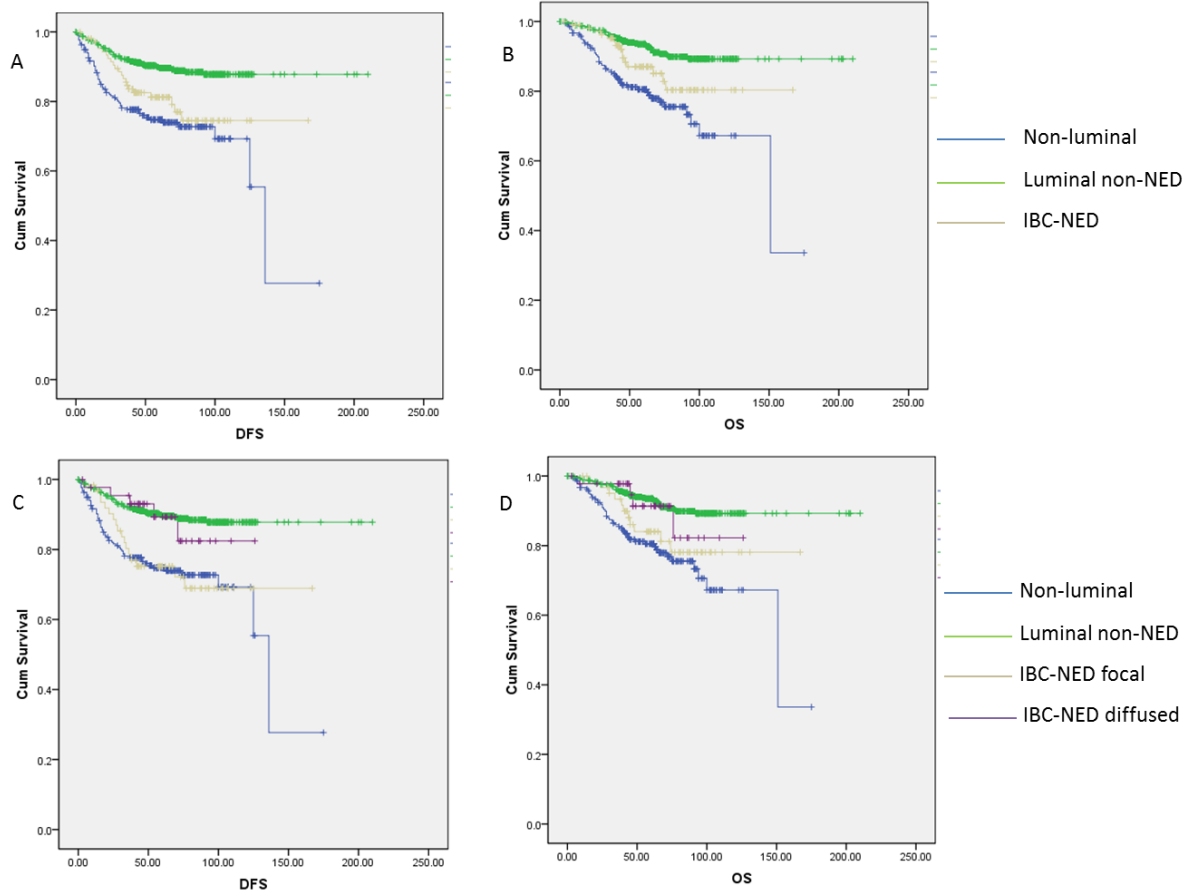 A
Cum Survival
1.0
0.8
0.6
0.4
0.2
0.0
0.00 50.00 100.00 150.00 200.00 250.00
DFS
B
Cum Survival
1.0
0.8
0.6
0.4
0.2
0.0
0.00 50.00 100.00 150.00 200.00 250.00
OS
Non-luminal
Luminal non-NED
IBC-NED
C
Cum Survival
1.0
0.8
0.6
0.4
0.2
0.0
0.00 50.00 100.00 150.00 200.00 250.00
DFS
D
Cum Survival
1.0
0.8
0.6
0.4
0.2
0.0
0.00 50.00 100.00 150.00 200.00 250.00
OS
Non-luminal
Luminal non-NED
IBC-NED focal
IBC-NED diffused